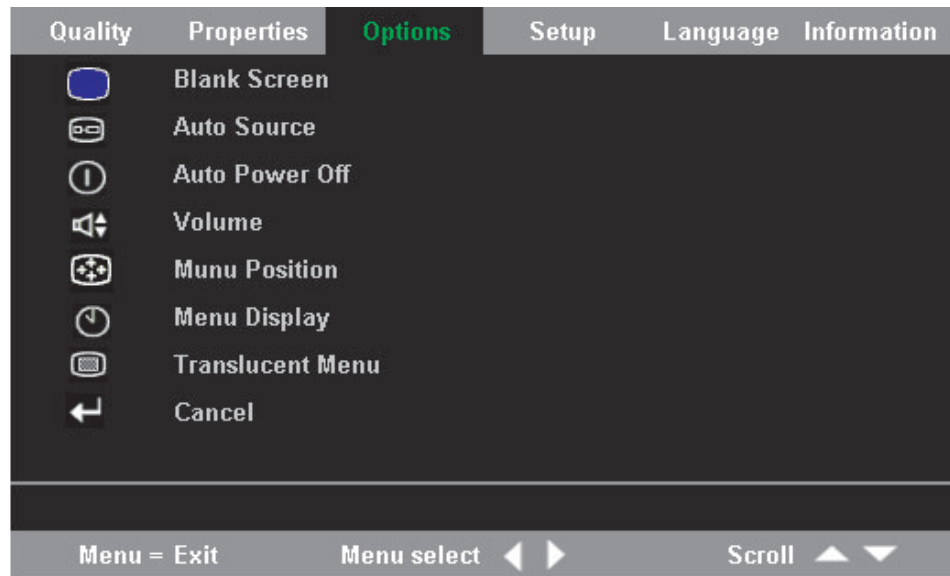 Quality Properties Options Setup Language Information
Blank Screen
Auto Source
Auto Power Off
Volume
Munu Position
Menu Display
Translucent Menu
Cancel
Menu = Exit Menu select Scroll